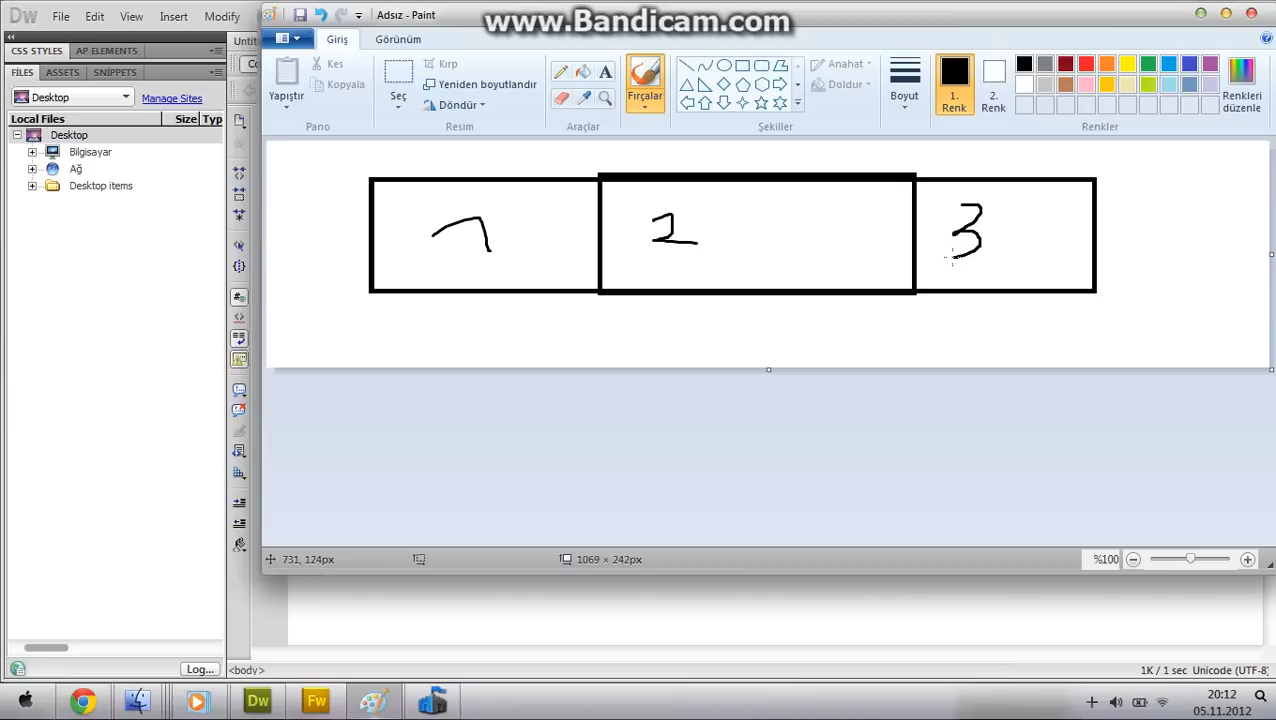 www.Bandicam.com
Dw File Edit View Insert Modify
Adsız - Paint
CSS STYLES AP ELEMENTS
Giriş Görünüm
FILES ASSETS SNIPPETS
Desktop Manage Sites
Local Files Size Typ
Desktop
Bilgisayar
Ağ
Desktop items
Yapıştır
Kes
Kopyala
Pano
Seç
Kırp
Yeniden boyutlandır
Döndür
Resim
A
Araçlar
Fırçalar
Anahat
Doldur
Şekiller
Boyut
1.
Renk
2.
Renk
Renkleri
düzenle
Renkler
1 2 3
731, 124px
1069 × 242px
%100
Log...
<body>
1K / 1 sec Unicode (UTF-8)
Dw Fw
20:12
05.11.2012